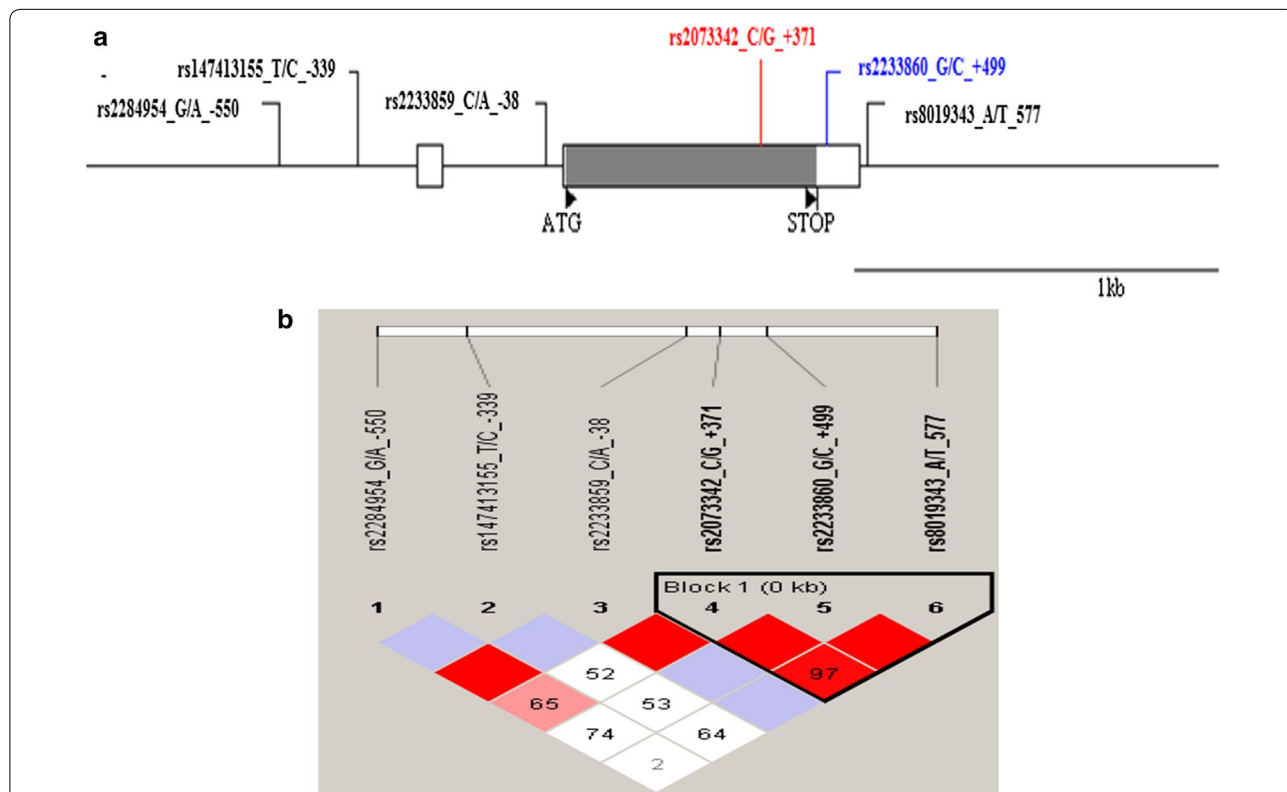 a
rs2073342_C/G_+371
rs147413155_T/C_-339
rs2233860_G/C_+499
rs2284954_G/A_-550
rs2233859_C/A_-38
rs8019343_A/T_577
ATG
STOP
1kb
b
rs2284954_G/A_-550
rs147413155_T/C_-339
rs2233859_C/A_-38
rs2073342_C/G_+371
rs2233860_G/C_+499
rs8019343_A/T_577
Block 1 (0 kb)
1 2 3 4 5 6
52 97
65 53
74 64
2